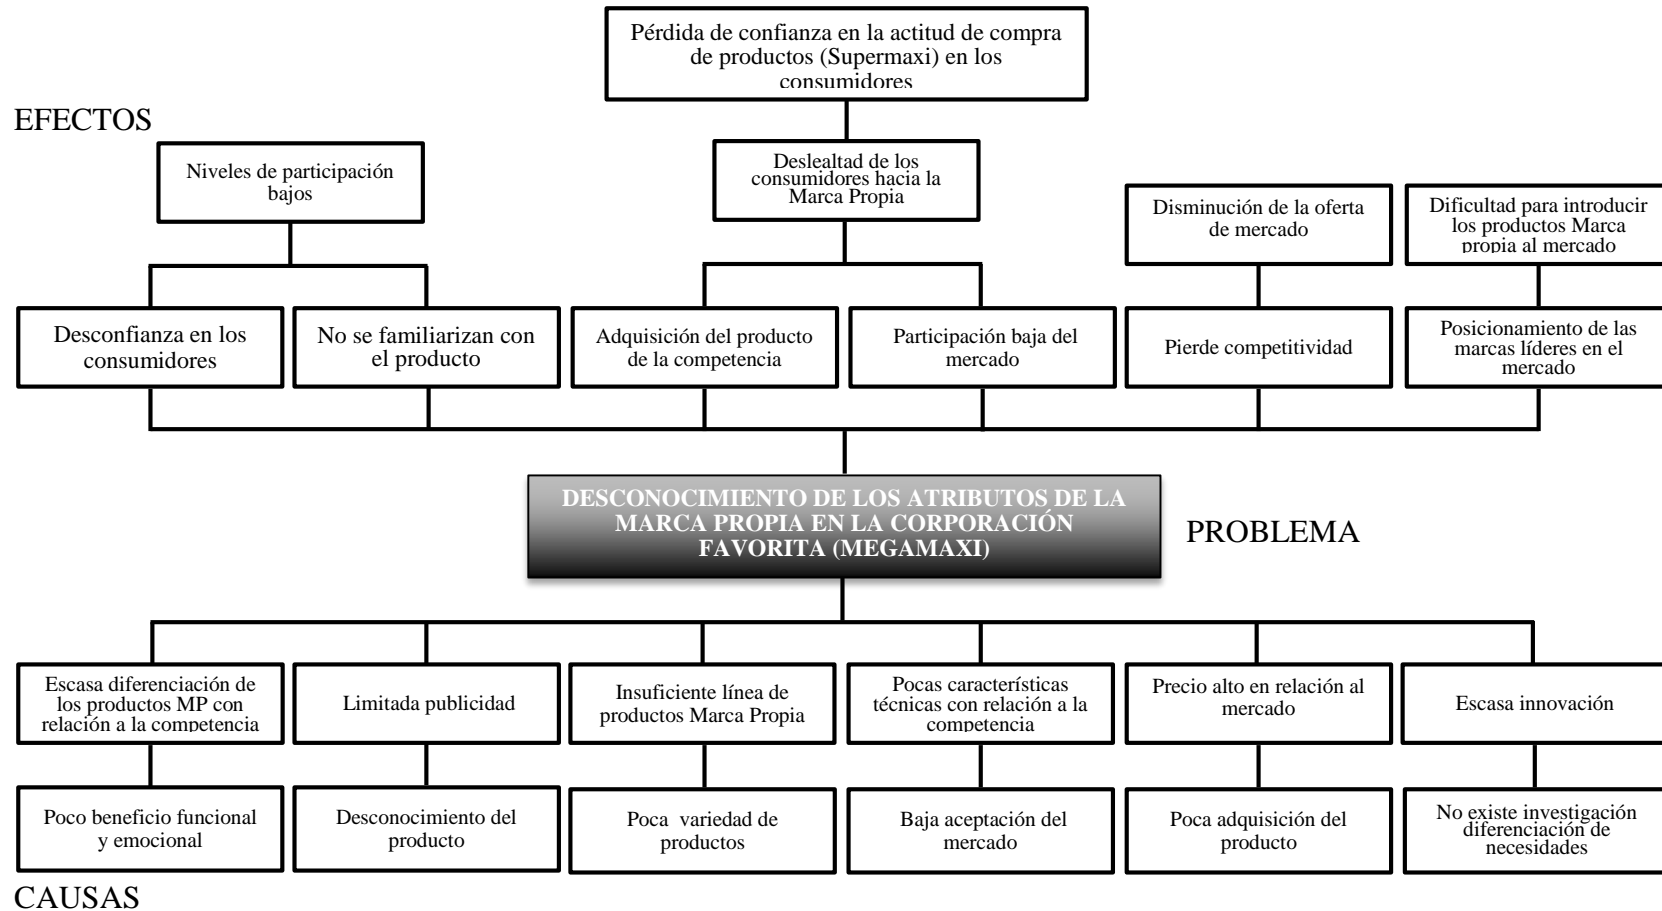 Pérdida de confianza en la actitud de compra
de productos (Supermaxi) en los
consumidores
EFECTOS
Niveles de participación
bajos
Deslealtad de los
consumidores hacia la
Marca Propia
Disminución de la oferta
de mercado
Dificultad para introducir
los productos Marca
propia al mercado
Desconfianza en los
consumidores
No se familiarizan con
el producto
Adquisición del producto
de la competencia
Participación baja del
mercado
Pierde competitividad
Posicionamiento de las
marcas líderes en el
mercado
DESCONOCIMIENTO DE LOS ATRIBUTOS DE LA
MARCA PROPIA EN LA CORPORACIÓN
FAVORITA (MEGAMAXI)
PROBLEMA
Escasa diferenciación de
los productos MP con
relación a la competencia
Limitada publicidad
Insuficiente línea de
productos Marca Propia
Pocas características
técnicas con relación a la
competencia
Precio alto en relación al
mercado
Escasa innovación
Poco beneficio funcional
y emocional
Desconocimiento del
producto
Poca variedad de
productos
Baja aceptación del
mercado
Poca adquisición del
producto
No existe investigación
diferenciación de
necesidades
CAUSAS